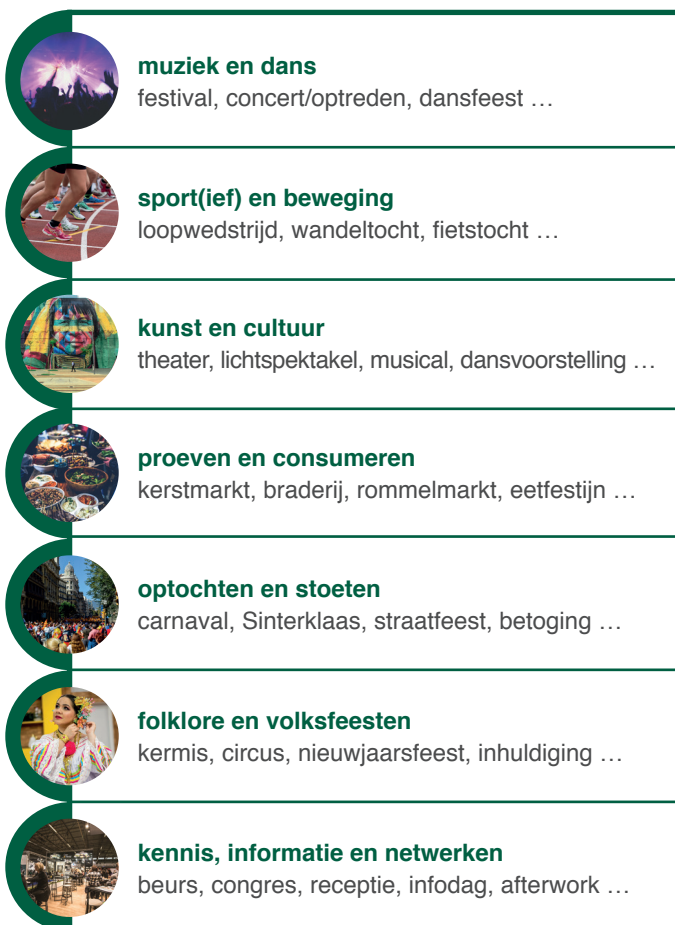 muziek en dans
festival, concert/optreden, dansfeest …
sport(ief) en beweging
loopwedstrijd, wandeltocht, fietstocht …
kunst en cultuur
theater, lichtspektakel, musical, dansvoorstelling …
proeven en consumeren
kerstmarkt, braderij, rommelmarkt, eetfestijn …
optochten en stoeten
carnaval, Sinterklaas, straatfeest, betoging …
folklore en volksfeesten
kermis, circus, nieuwjaarsfeest, inhuldiging …
kennis, informatie en netwerken
beurs, congres, receptie, infodag, afterwork …